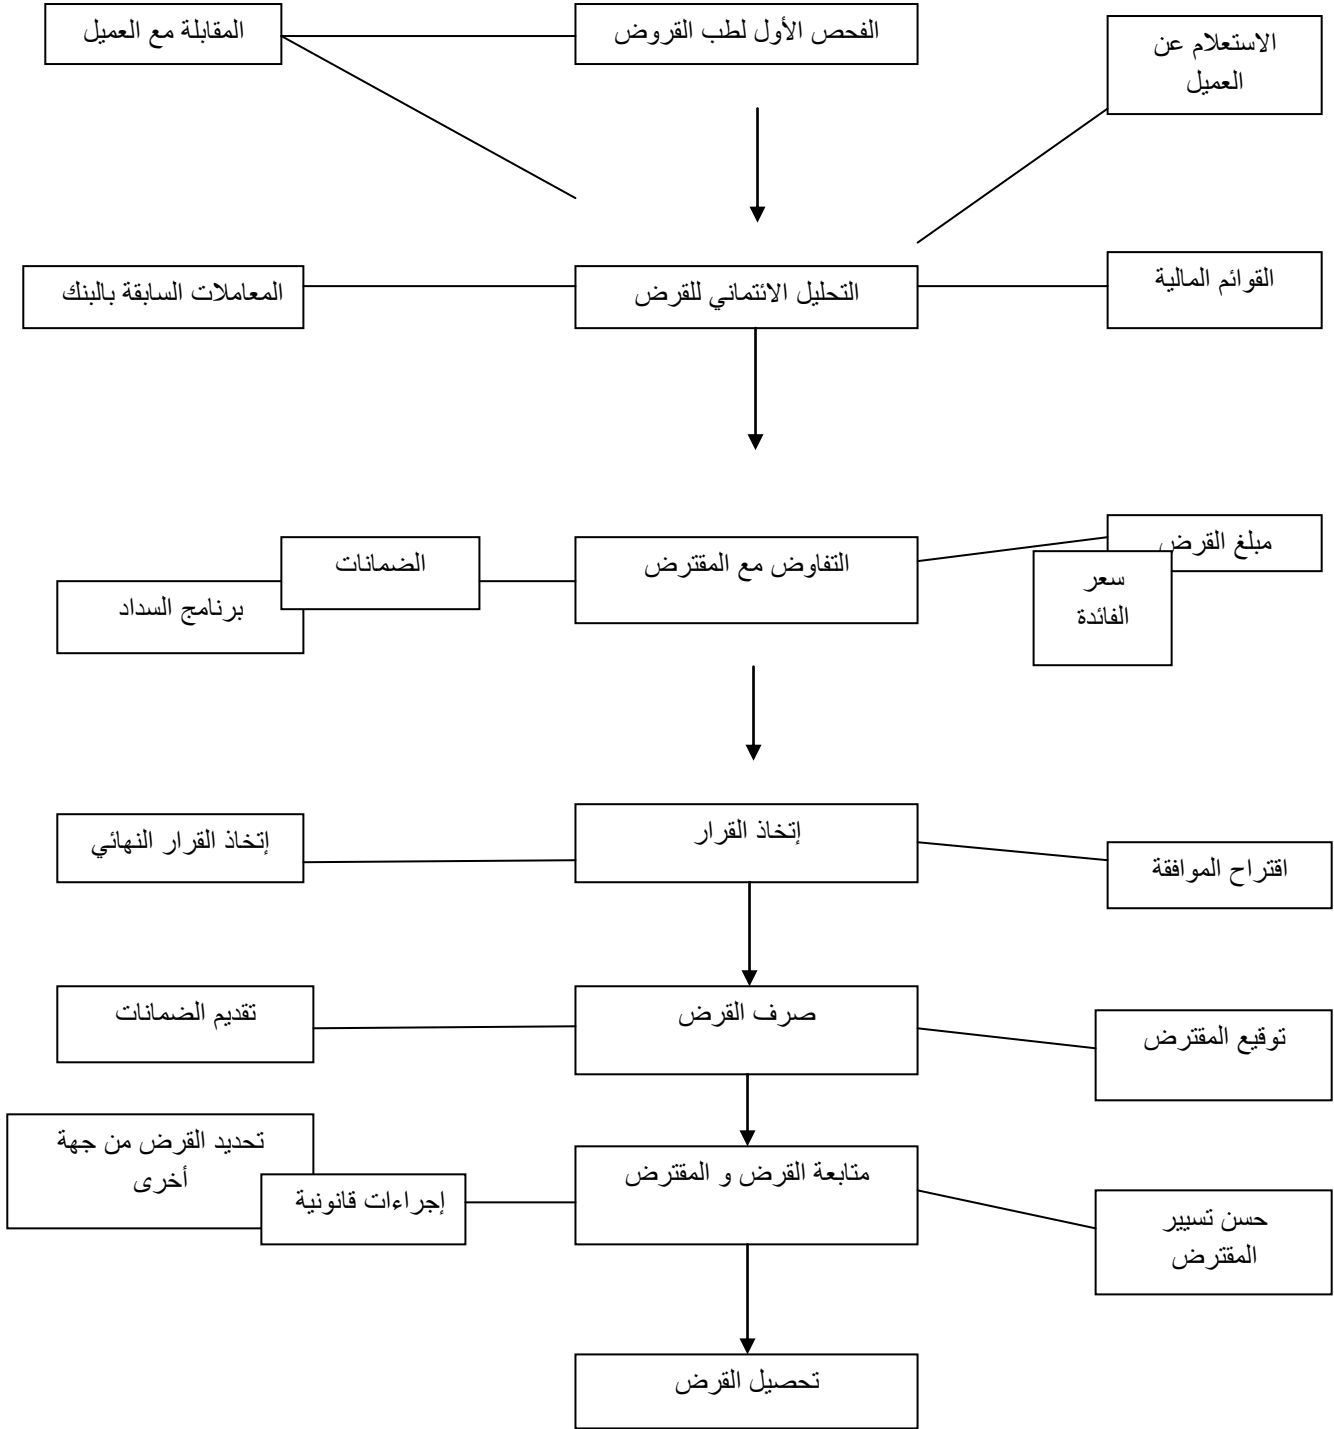 الاستعلام عن
العميل
الفحص الأول لطب القروض
المقابلة مع العميل
القوائم المالية
التحليل الائتماني للقرض
المعاملات السابقة بالبنك
مبلغ القرض
سعر
الفائدة
التفاوض مع المقترض
الضمانات
برنامج السداد
اقتراح الموافقة
إتخاذ القرار
إتخاذ القرار النهائي
توقيع المقترض
صرف القرض
تقديم الضمانات
حسن تسيير
المقترض
متابعة القرض و المقترض
إجراءات قانونية
تحديد القرض من جهة
أخرى
تحصيل القرض